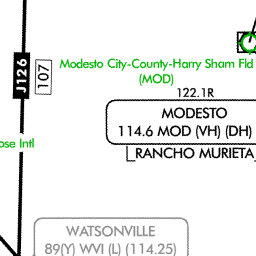 Modesto City-County-Harry Sham Fld
(MOD)
J126
107
122.1R
MODESTO
114.6 MOD (VH) (DH)
RANCHO MURIETA
ose Intl
WATSONVILLE
89(Y) WVI (L) (114.25)